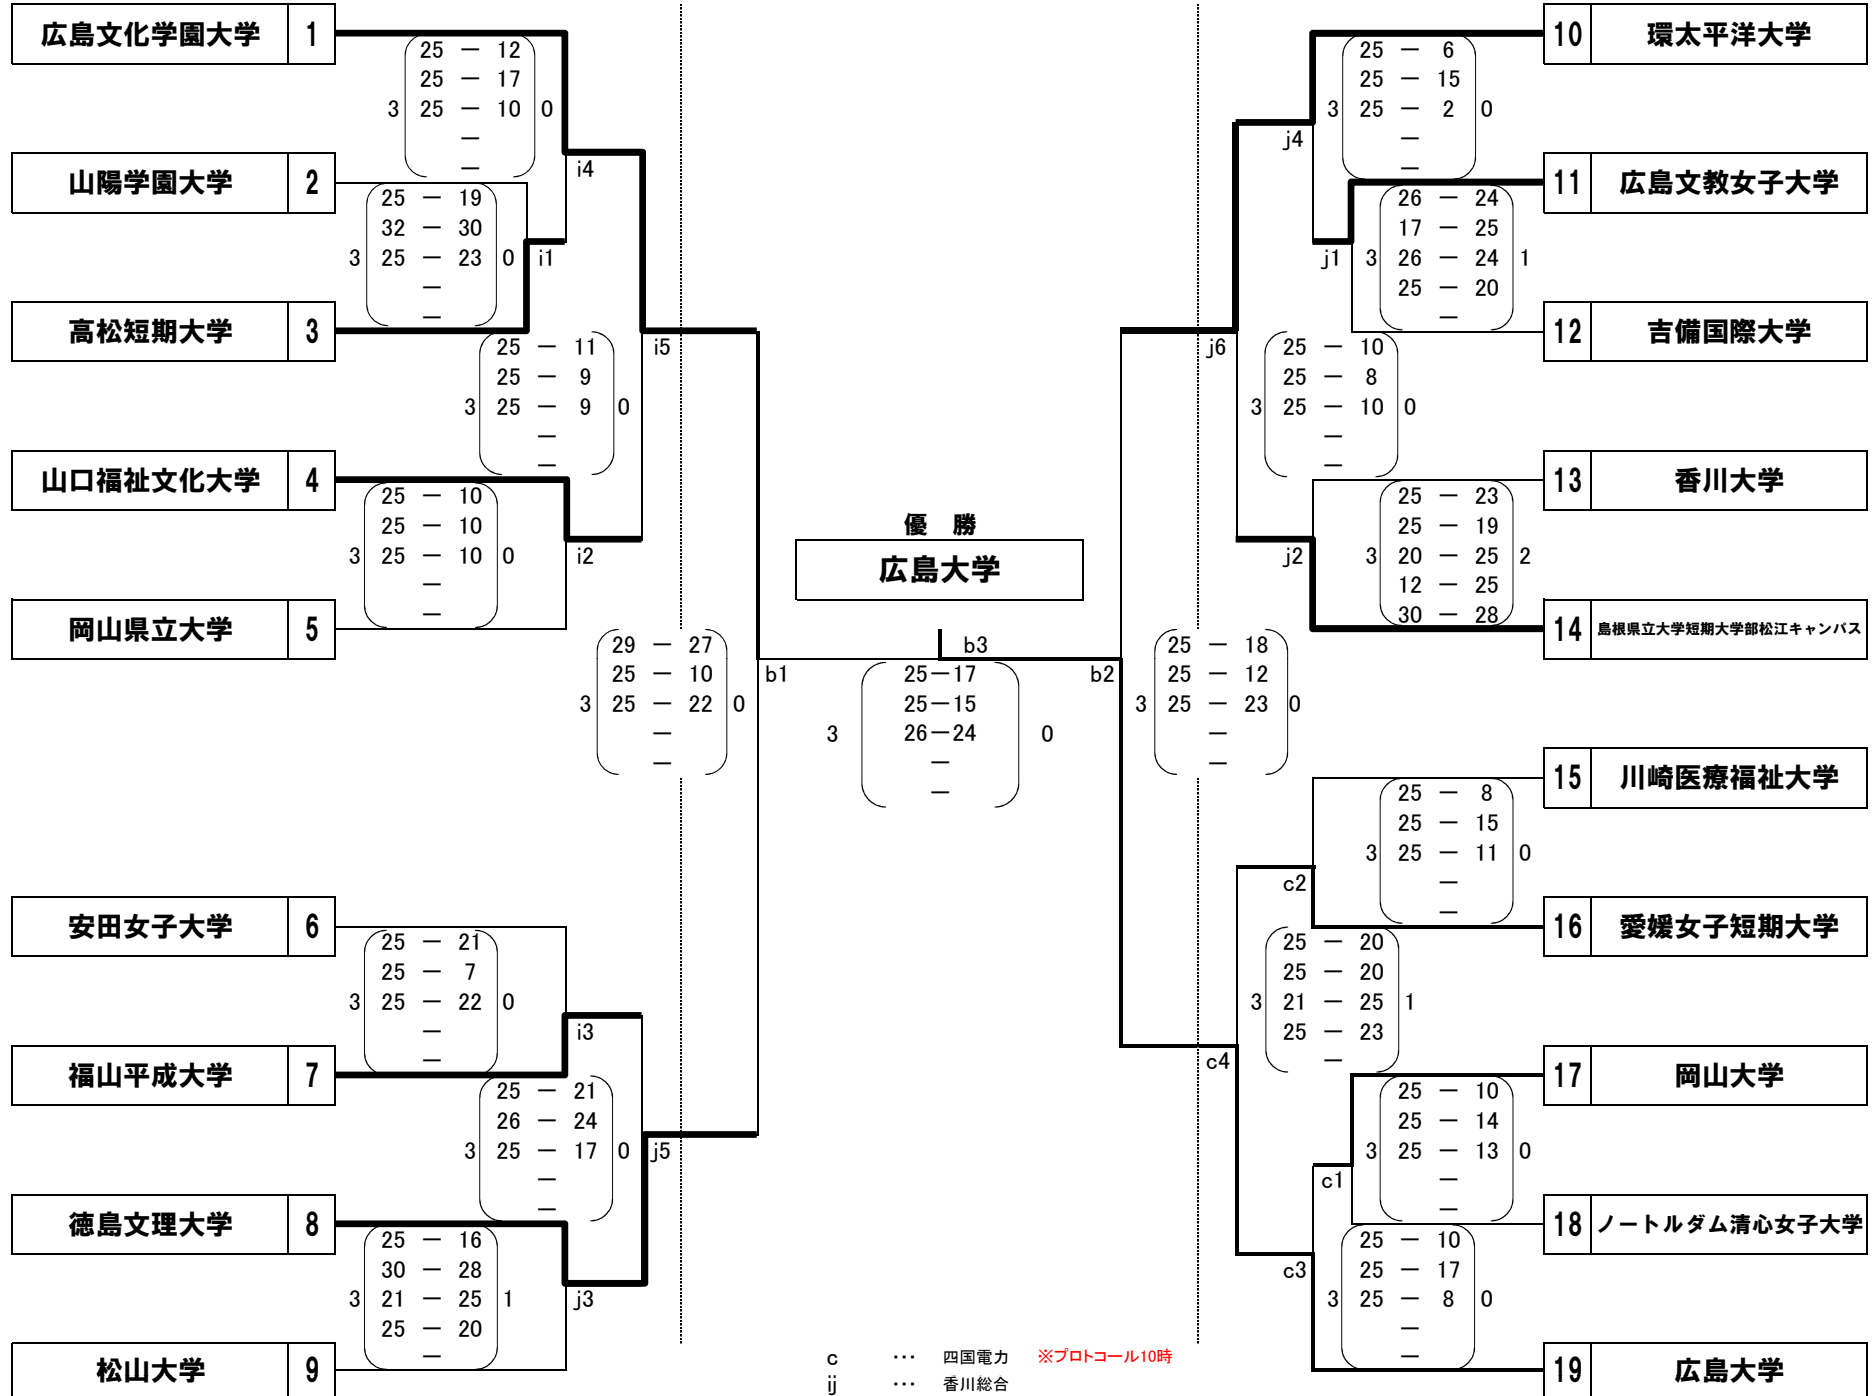 広島文化学園大学 1
25 － 12
25 － 17
3 25 － 10 0
－
－
i4
山陽学園大学 2
25 － 19
32 － 30
3 25 － 23 0
－
－
i1
高松短期大学 3
25 － 11
25 － 9
3 25 － 9 0
－
－
i5
山口福祉文化大学 4
25 － 10
25 － 10
3 25 － 10 0
－
－
i2
岡山県立大学 5
29 － 27
25 － 10
3 25 － 22 0
－
－
b1
安田女子大学 6
25 － 21
25 － 7
3 25 － 22 0
－
－
i3
福山平成大学 7
25 － 21
26 － 24
3 25 － 17 0
－
－
j5
徳島文理大学 8
25 － 16
30 － 28
3 21 － 25 1
25 － 20
－
j3
松山大学 9
優 勝
広島大学
b3
25－17
25－15
3 26－24 0
－
－
c … 四国電力 ※プロトコール10時
ij … 香川総合
10 環太平洋大学
25 － 6
25 － 15
3 25 － 2 0
－
－
j4
11 広島文教女子大学
26 － 24
17 － 25
3 26 － 24 1
25 － 20
－
j1
12 吉備国際大学
j6
25 － 10
25 － 8
3 25 － 10 0
－
－
13 香川大学
25 － 23
25 － 19
3 20 － 25 2
12 － 25
30 － 28
j2
14 島根県立大学短期大学部松江キャンパス
b2
25 － 18
25 － 12
3 25 － 23 0
－
－
15 川崎医療福祉大学
25 － 8
25 － 15
3 25 － 11 0
－
－
c2
16 愛媛女子短期大学
25 － 20
25 － 20
3 21 － 25 1
25 － 23
－
c4
17 岡山大学
25 － 10
25 － 14
3 25 － 13 0
－
－
c1
18 ノートルダム清心女子大学
25 － 10
25 － 17
3 25 － 8 0
－
－
c3
19 広島大学